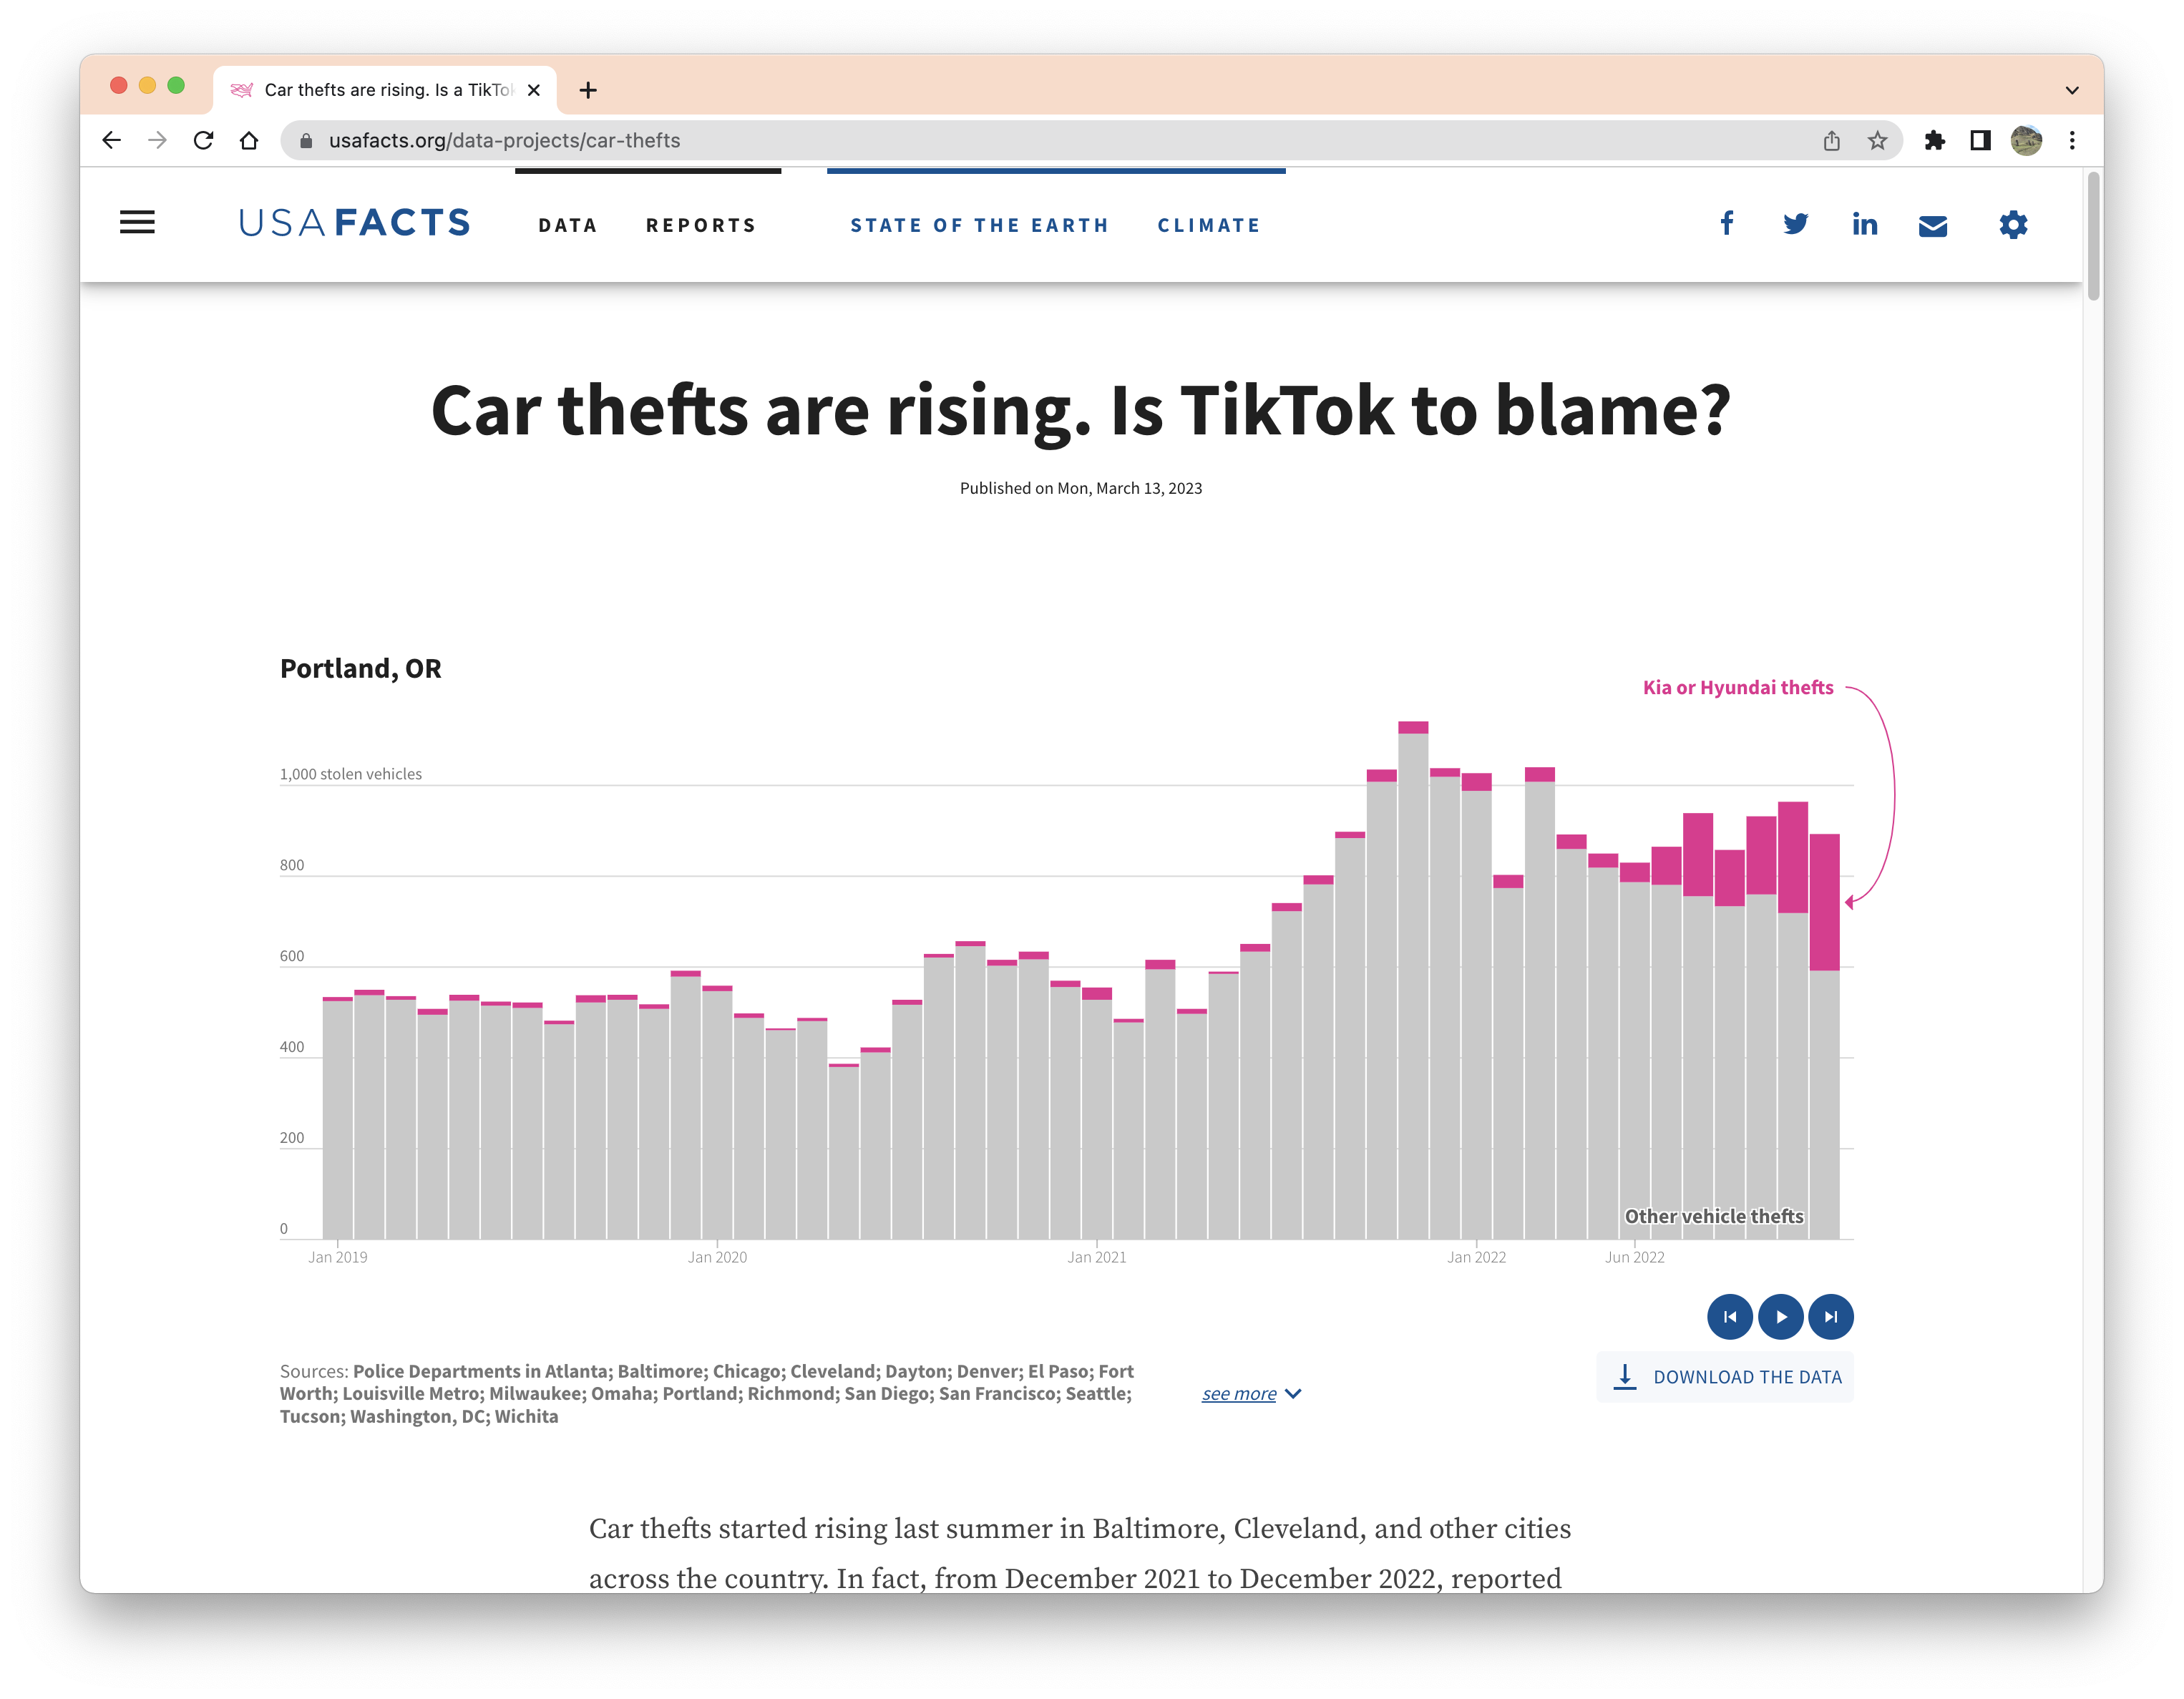 Car thefts are rising. Is a TikTo
usafacts.org/data-projects/car-thefts
USAFACTS
DATA
REPORTS
STATE OF THE EARTH
CLIMATE
Car thefts are rising. Is TikTok to blame?
Published on Mon, March 13, 2023
Portland, OR
Kia or Hyundai thefts
1,000 stolen vehicles
800
600
400
200
0
Other vehicle thefts
Jan 2019
Jan 2020
Jan 2021
Jan 2022
Jun 2022
Sources: Police Departments in Atlanta; Baltimore; Chicago; Cleveland; Dayton; Denver; El Paso; Fort
Worth; Louisville Metro; Milwaukee; Omaha; Portland; Richmond; San Diego; San Francisco; Seattle;
Tucson; Washington, DC; Wichita
see more
DOWNLOAD THE DATA
Car thefts started rising last summer in Baltimore, Cleveland, and other cities
across the country. In fact, from December 2021 to December 2022, reported